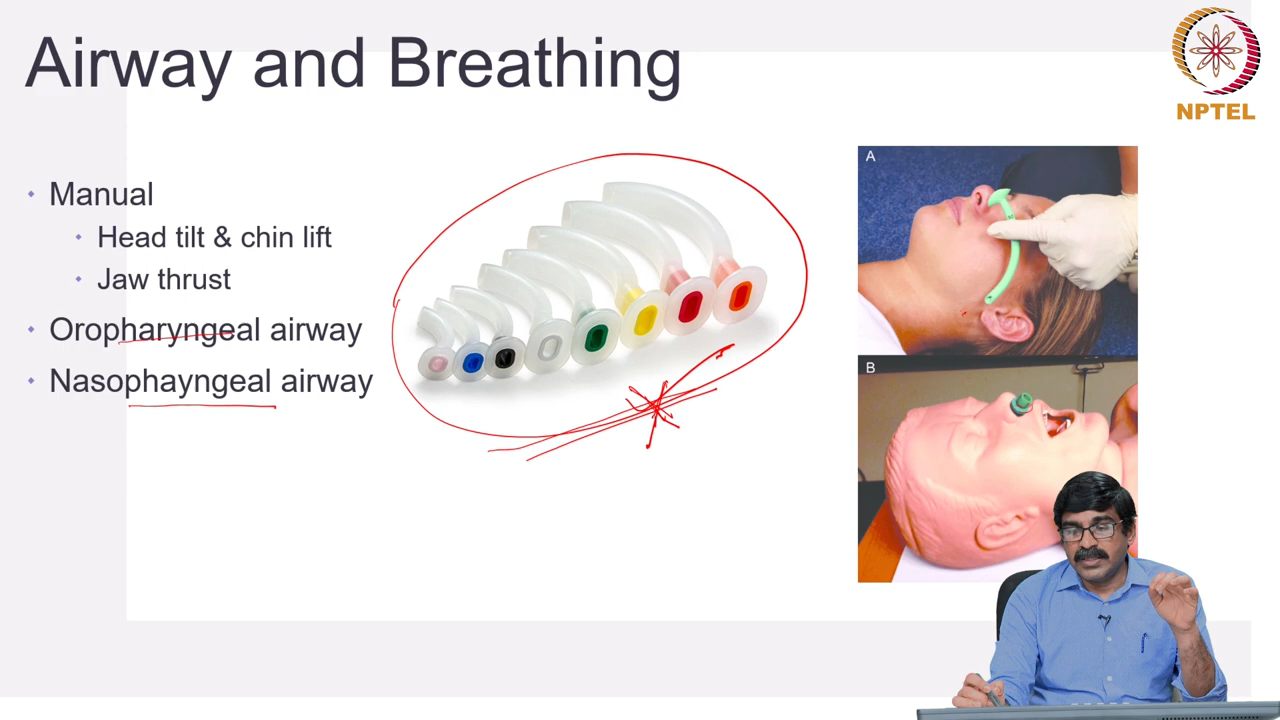 Airway and Breathing
NPTEL
Manual
Head tilt & chin lift
Jaw thrust
Oropharyngeal airway
Nasophayngeal airway
A
B